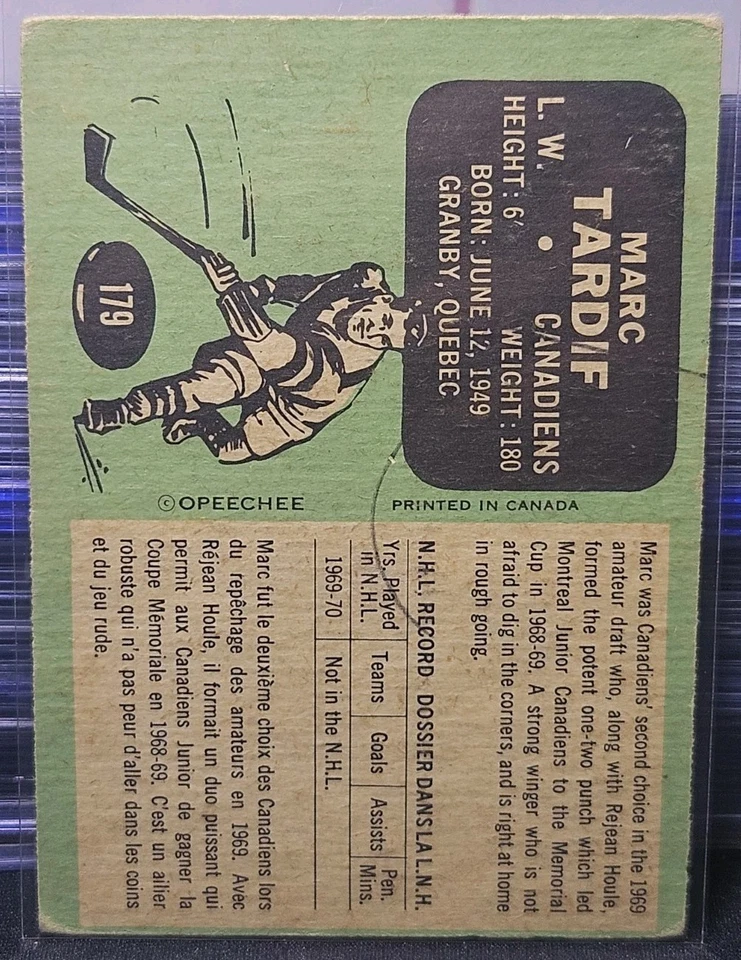 MARC
TARDIF
L. W. • CANADIENS
HEIGHT: 6' WEIGHT: 180
BORN: JUNE 12, 1949
GRANBY, QUEBEC
179
© OPEECHEE PRINTED IN CANADA
Marc was Canadiens' second choice in the 1969
amateur draft who, along with Rejean Houle,
formed the potent one-two punch which led
Montreal Junior Canadiens to the Memorial
Cup in 1968-69. A strong winger who is not
afraid to dig in the corners, and is right at home
in rough going.
N.H.L. RECORD - DOSSIER DANS LA L.N.H.
Yrs. Played in N.H.L. Teams Goals Assists Pen. Mins.
1969-70 Not in the N.H.L.
Marc fut le deuxième choix des Canadiens lors
du repêchage des amateurs en 1969. Avec
Réjean Houle, il formait un duo puissant qui
permit aux Canadiens Junior de gagner la
Coupe Mémoriale en 1968-69. C'est un ailier
robuste qui n'a pas peur d'aller dans les coins
et du jeu rude.